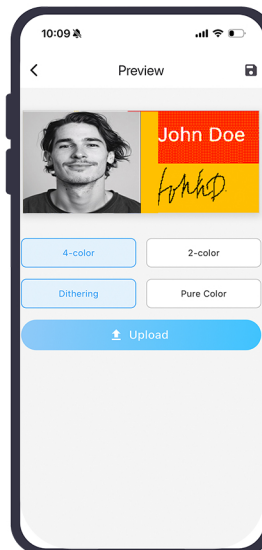 10:09
Preview
John Doe
4-color
2-color
Dithering
Pure Color
Upload